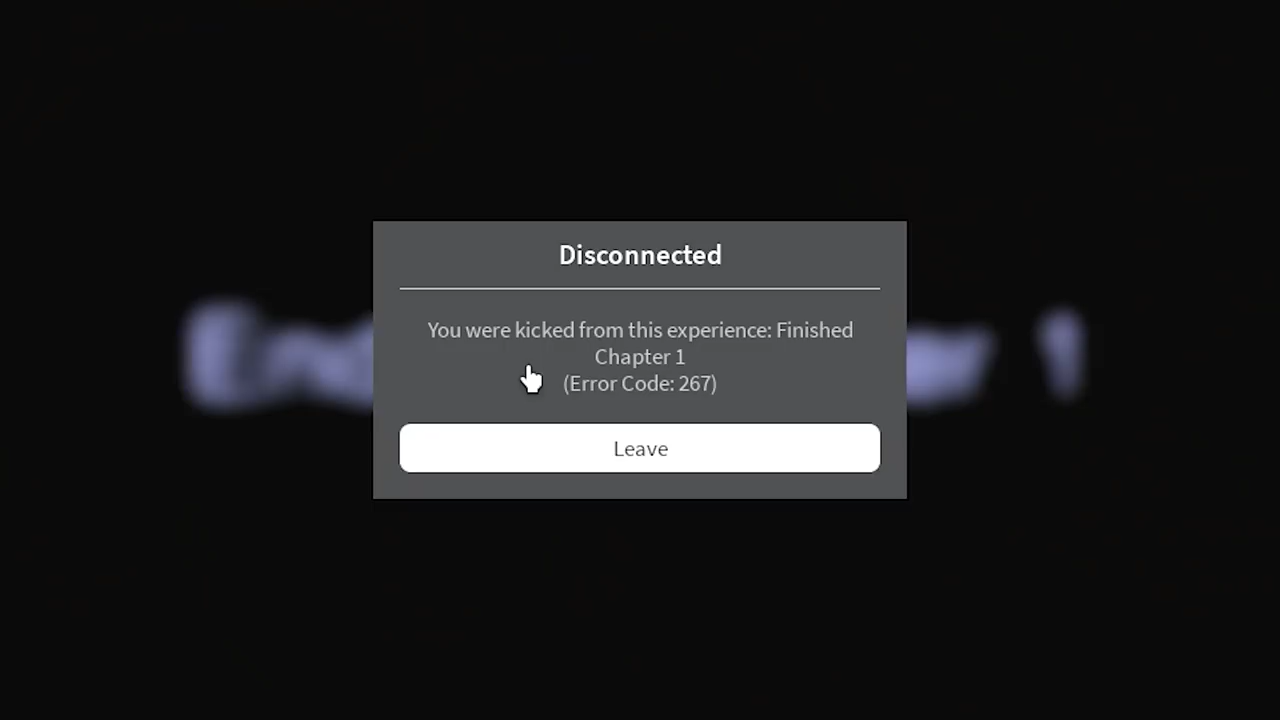 Disconnected
You were kicked from this experience: Finished
Chapter 1
(Error Code: 267)
Leave